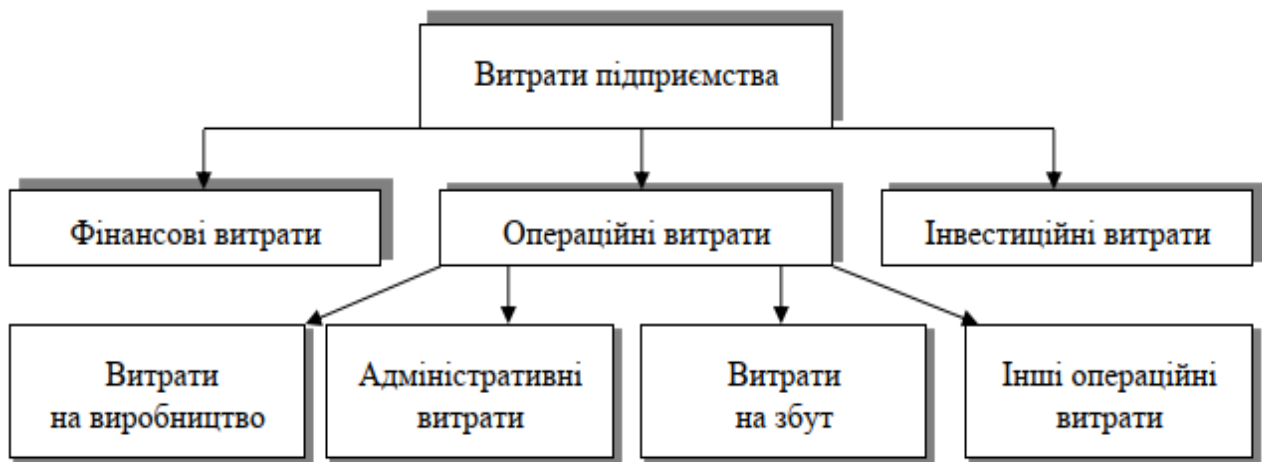 Витрати підприємства
Фінансові витрати
Операційні витрати
Інвестиційні витрати
Витрати
на виробництво
Адміністративні
витрати
Витрати
на збут
Інші операційні
витрати